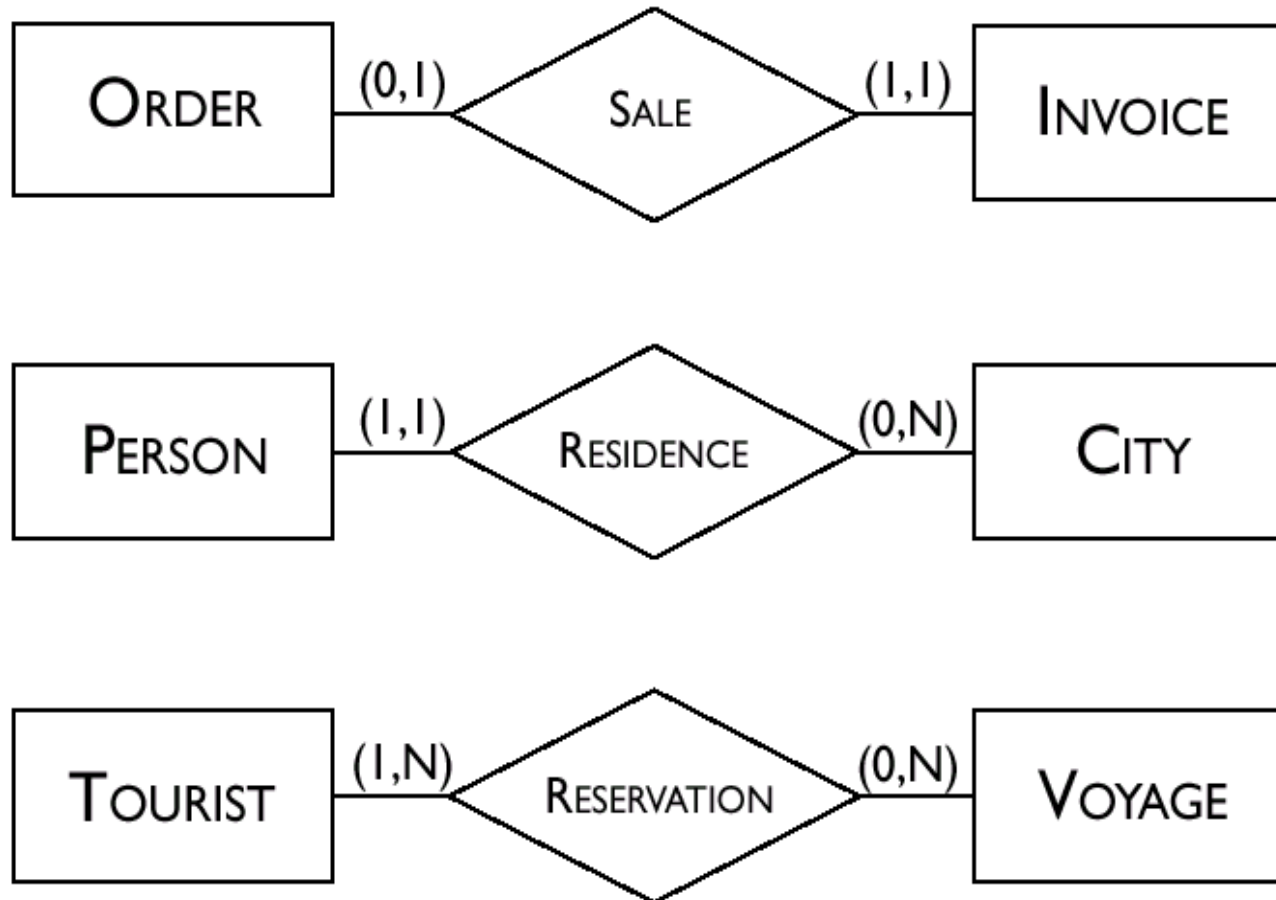 ORDER (0,1) SALE (1,1) INVOICE
PERSON (1,1) RESIDENCE (0,N) CITY
TOURIST (1,N) RESERVATION (0,N) VOYAGE